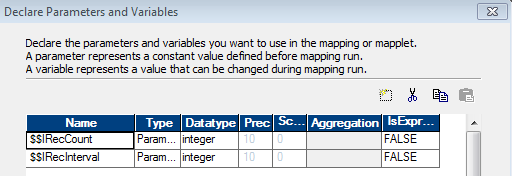 Declare Parameters and Variables
Declare the parameters and variables you want to use in the mapping or mapplet.
A parameter represents a constant value defined before mapping run.
A variable represents a value that can be changed during mapping run.
Name Type Datatype Prec Sc... Aggregation IsExpr...
$$IRecCount Param... integer 10 0 FALSE
$$IRecInterval Param... integer 10 0 FALSE